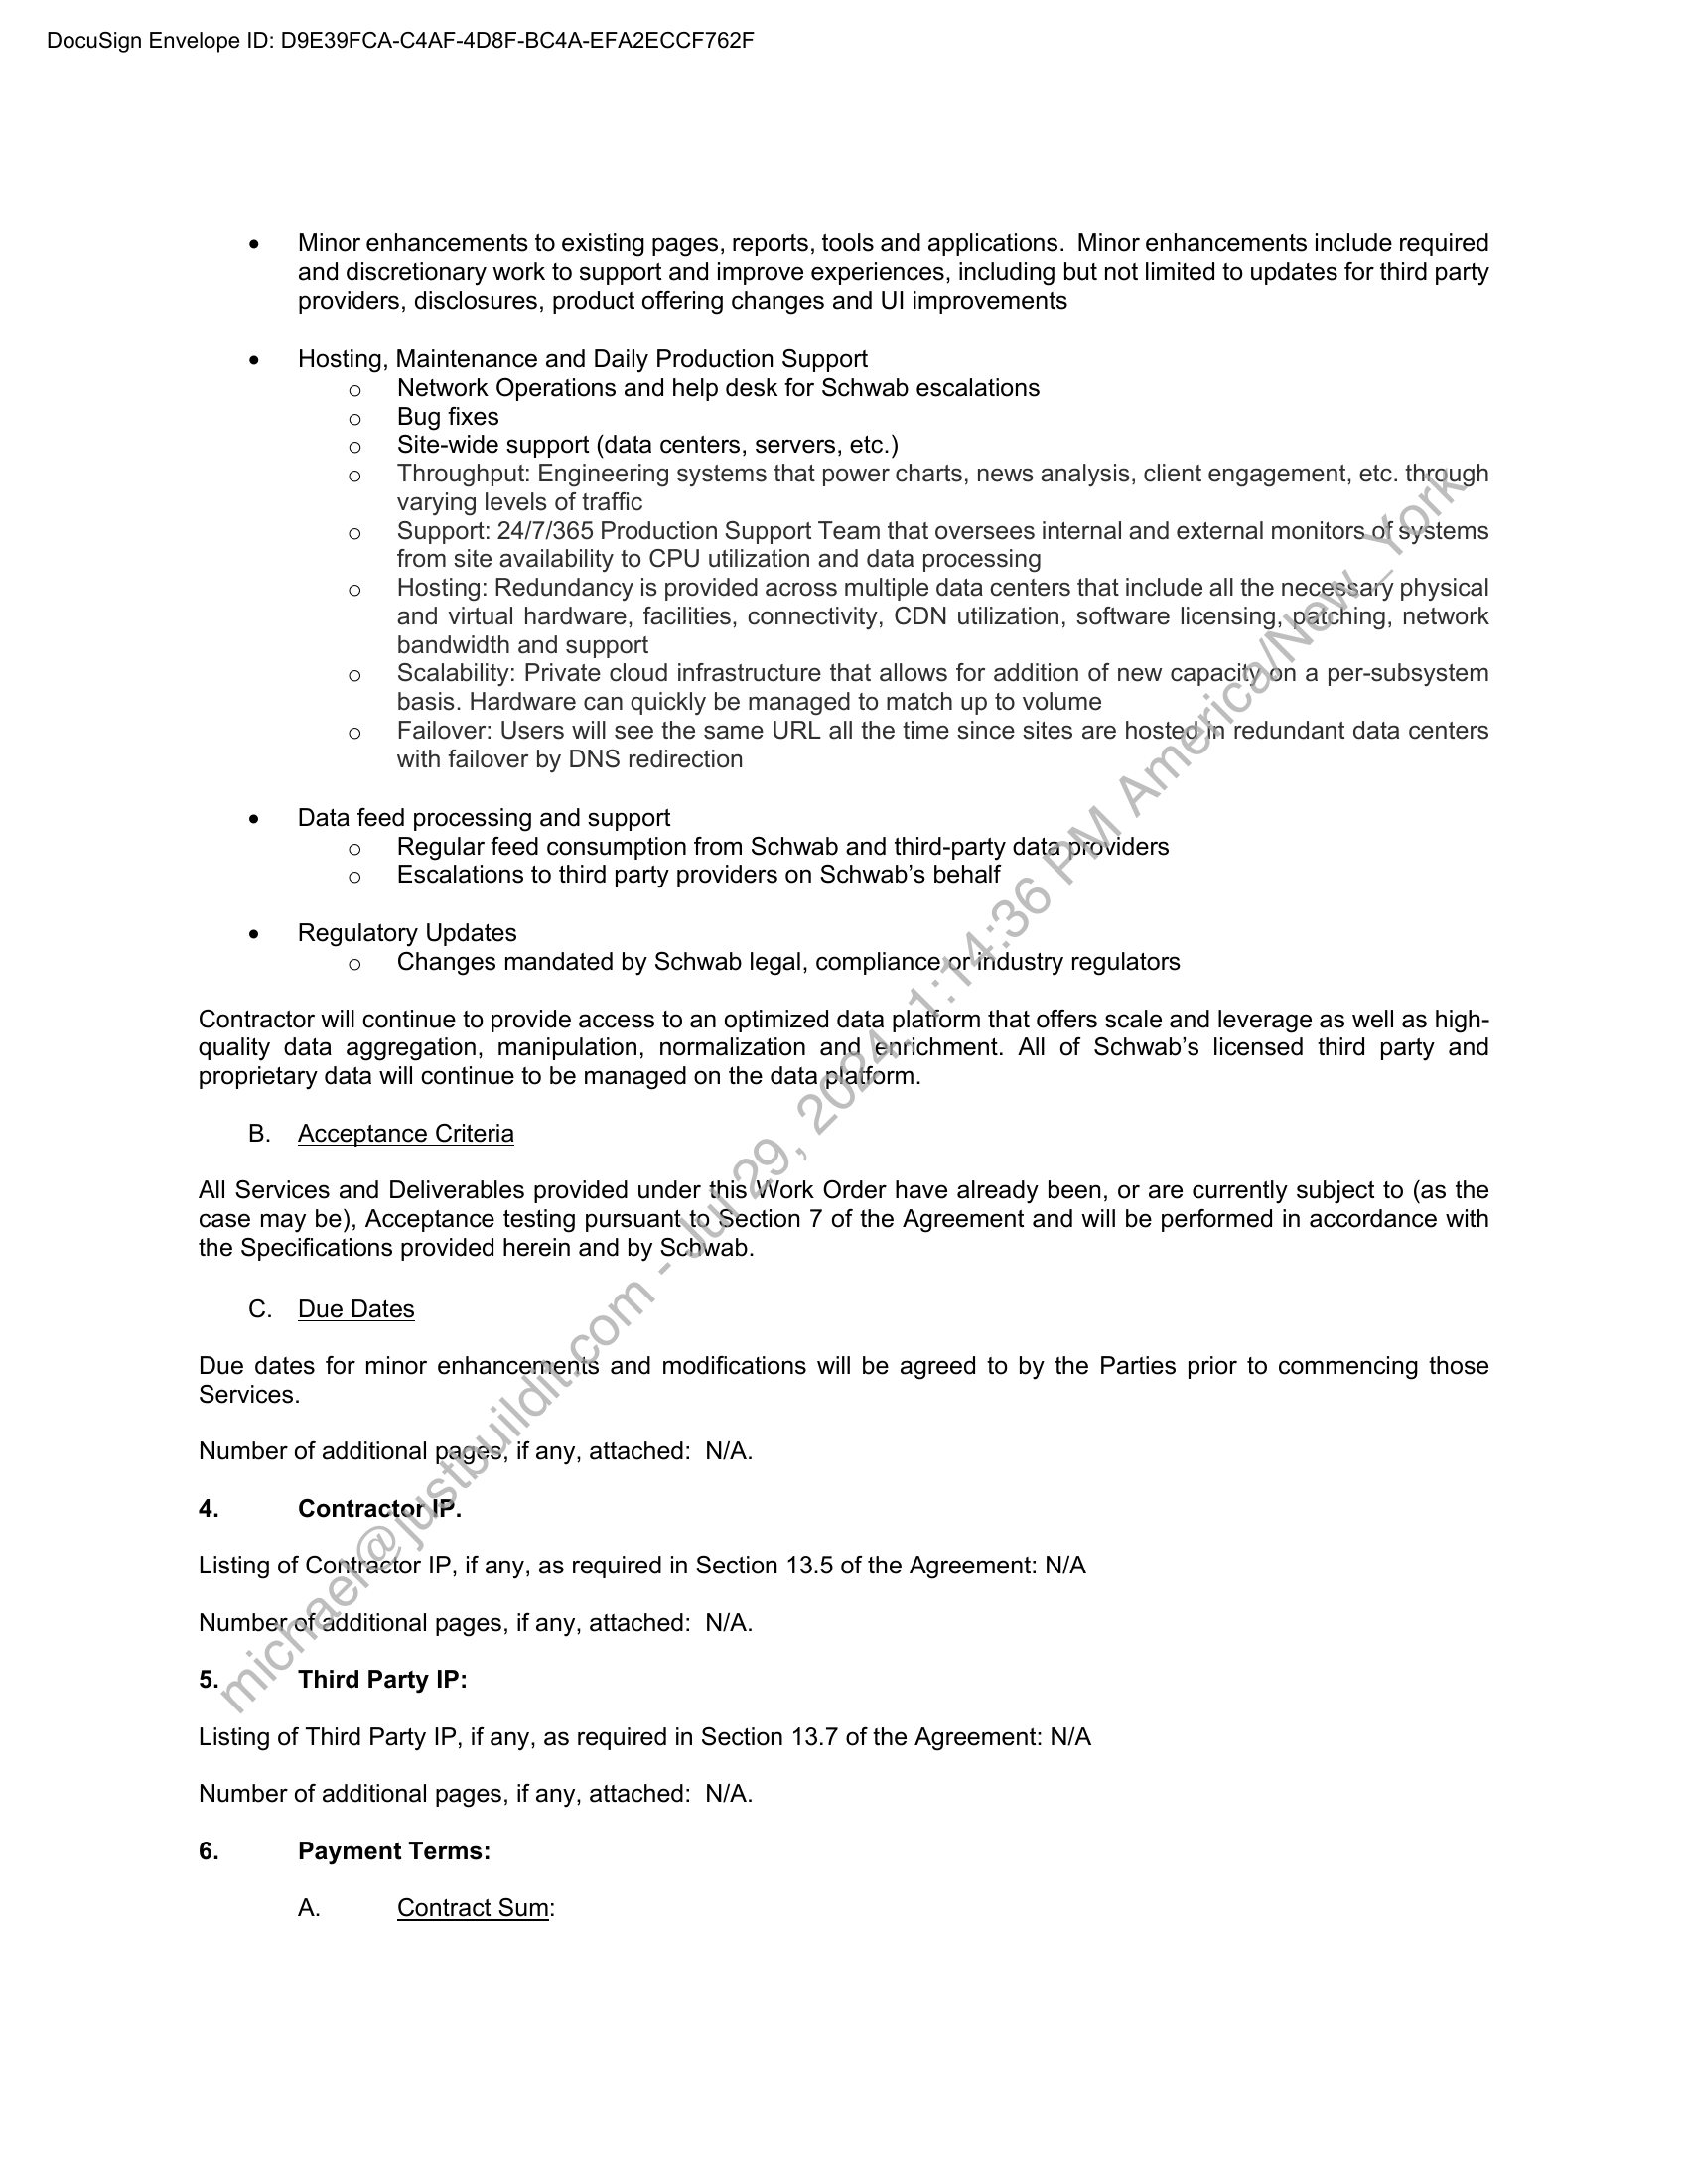 DocuSign Envelope ID: D9E39FCA-C4AF-4D8F-BC4A-EFA2ECCF762F
• Minor enhancements to existing pages, reports, tools and applications.  Minor enhancements include required
and discretionary work to support and improve experiences, including but not limited to updates for third party
providers, disclosures, product offering changes and UI improvements
• Hosting, Maintenance and Daily Production Support
o Network Operations and help desk for Schwab escalations
o Bug fixes
o Site-wide support (data centers, servers, etc.)
o Throughput: Engineering systems that power charts, news analysis, client engagement, etc. through
varying levels of traffic
o Support: 24/7/365 Production Support Team that oversees internal and external monitors of systems
from site availability to CPU utilization and data processing
o Hosting: Redundancy is provided across multiple data centers that include all the necessary physical
and virtual hardware, facilities, connectivity, CDN utilization, software licensing, patching, network
bandwidth and support
o Scalability: Private cloud infrastructure that allows for addition of new capacity on a per-subsystem
basis. Hardware can quickly be managed to match up to volume
o Failover: Users will see the same URL all the time since sites are hosted in redundant data centers
with failover by DNS redirection
• Data feed processing and support
o Regular feed consumption from Schwab and third-party data providers
o Escalations to third party providers on Schwab’s behalf
• Regulatory Updates
o Changes mandated by Schwab legal, compliance or industry regulators
Contractor will continue to provide access to an optimized data platform that offers scale and leverage as well as high-
quality data aggregation, manipulation, normalization and enrichment. All of Schwab’s licensed third party and
proprietary data will continue to be managed on the data platform.
B. Acceptance Criteria
All Services and Deliverables provided under this Work Order have already been, or are currently subject to (as the
case may be), Acceptance testing pursuant to Section 7 of the Agreement and will be performed in accordance with
the Specifications provided herein and by Schwab.
C. Due Dates
Due dates for minor enhancements and modifications will be agreed to by the Parties prior to commencing those
Services.
Number of additional pages, if any, attached:  N/A.
4. Contractor IP.
Listing of Contractor IP, if any, as required in Section 13.5 of the Agreement: N/A
Number of additional pages, if any, attached:  N/A.
5. Third Party IP:
Listing of Third Party IP, if any, as required in Section 13.7 of the Agreement: N/A
Number of additional pages, if any, attached:  N/A.
6. Payment Terms:
A. Contract Sum:
michael@justbuildit.com - Jul 29, 2024, 1:14:36 PM America/New_York